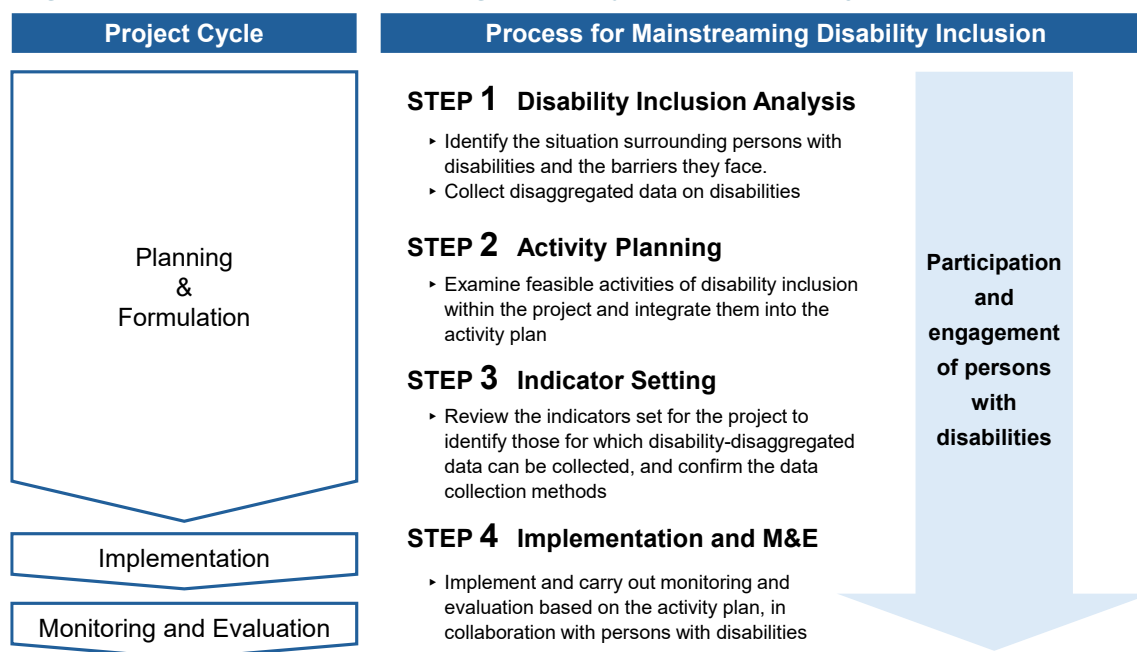 Project Cycle
Process for Mainstreaming Disability Inclusion
Planning
&
Formulation
Implementation
Monitoring and Evaluation
STEP 1 Disability Inclusion Analysis
‣ Identify the situation surrounding persons with
disabilities and the barriers they face.
‣ Collect disaggregated data on disabilities
STEP 2 Activity Planning
‣ Examine feasible activities of disability inclusion
within the project and integrate them into the
activity plan
STEP 3 Indicator Setting
‣ Review the indicators set for the project to
identify those for which disability-disaggregated
data can be collected, and confirm the data
collection methods
STEP 4 Implementation and M&E
‣ Implement and carry out monitoring and
evaluation based on the activity plan, in
collaboration with persons with disabilities
Participation
and
engagement
of persons
with
disabilities